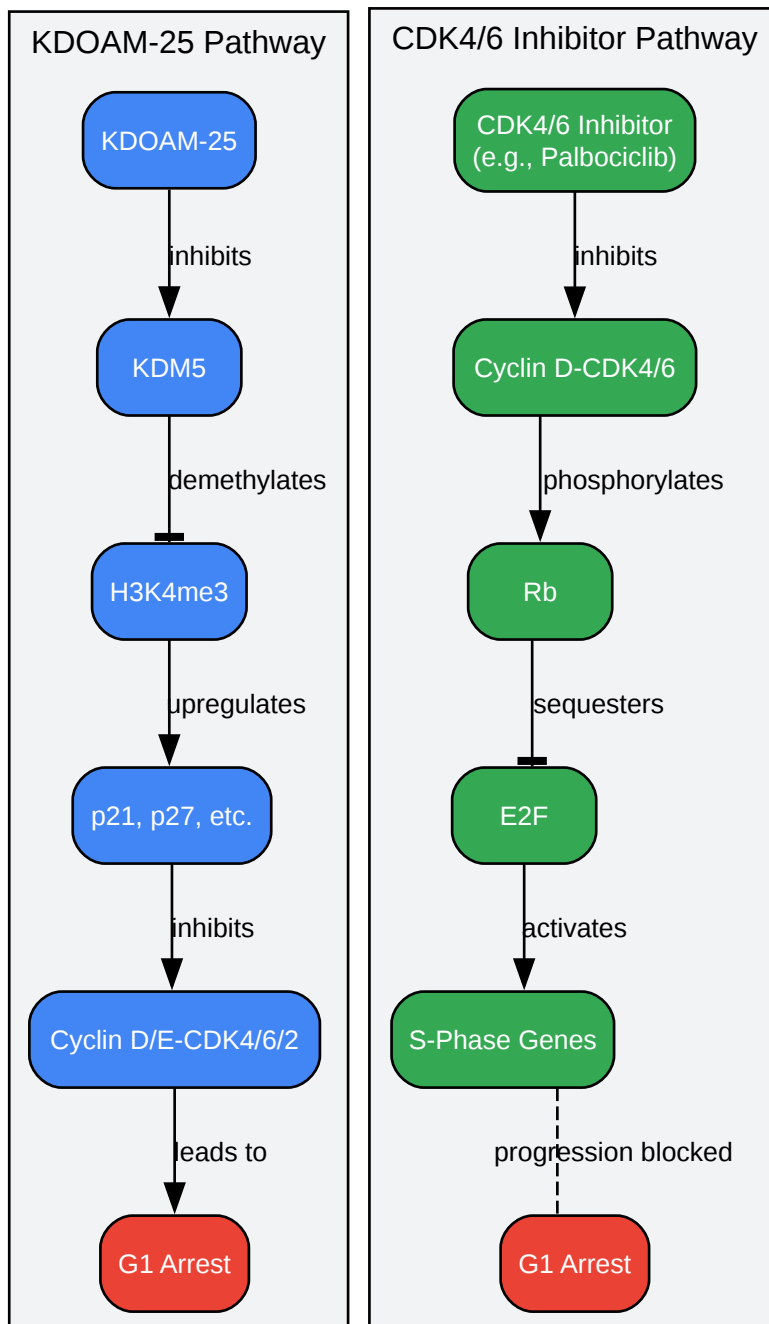 KDOAM-25 Pathway
KDOAM-25
inhibits
KDM5
demethylates
H3K4me3
upregulates
p21, p27, etc.
inhibits
Cyclin D/E-CDK4/6/2
leads to
G1 Arrest
CDK4/6 Inhibitor Pathway
CDK4/6 Inhibitor
(e.g., Palbociclib)
inhibits
Cyclin D-CDK4/6
phosphorylates
Rb
sequesters
E2F
activates
S-Phase Genes
progression blocked
G1 Arrest